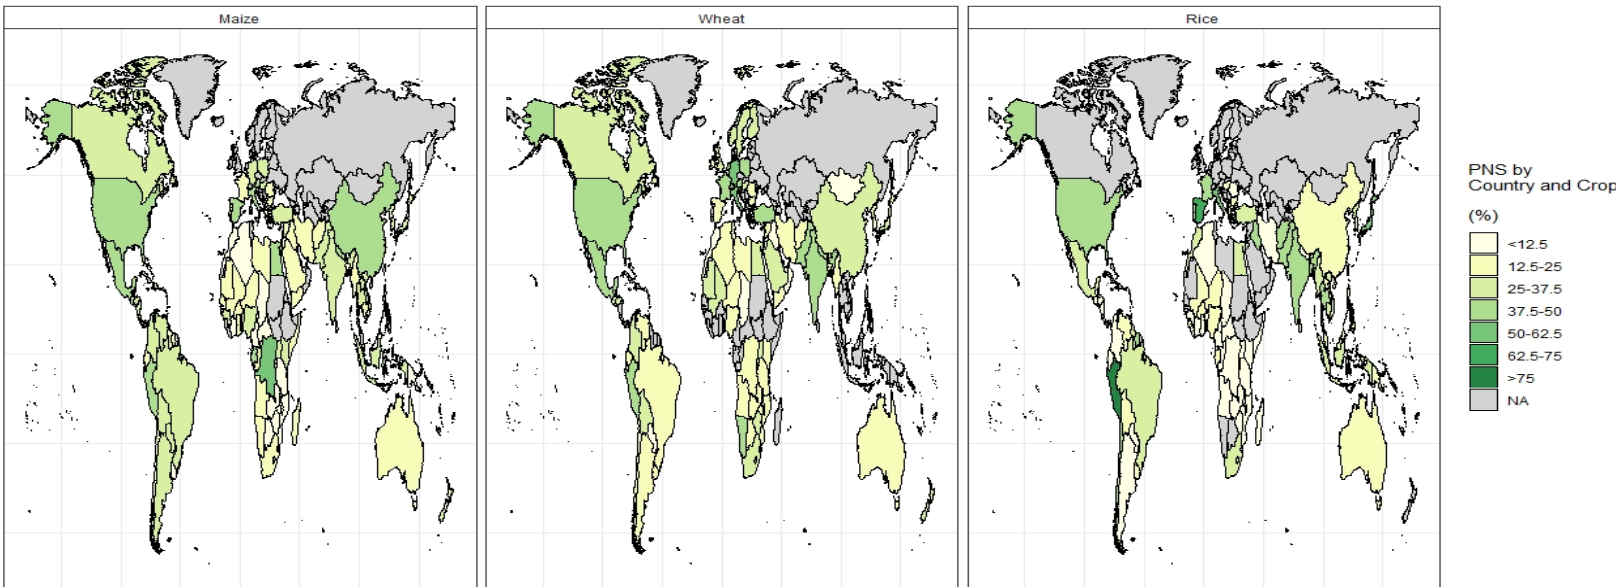 Maize
Wheat
Rice
PNS by
Country and Crop
(%)
<12.5
12.5-25
25-37.5
37.5-50
50-62.5
62.5-75
>75
NA